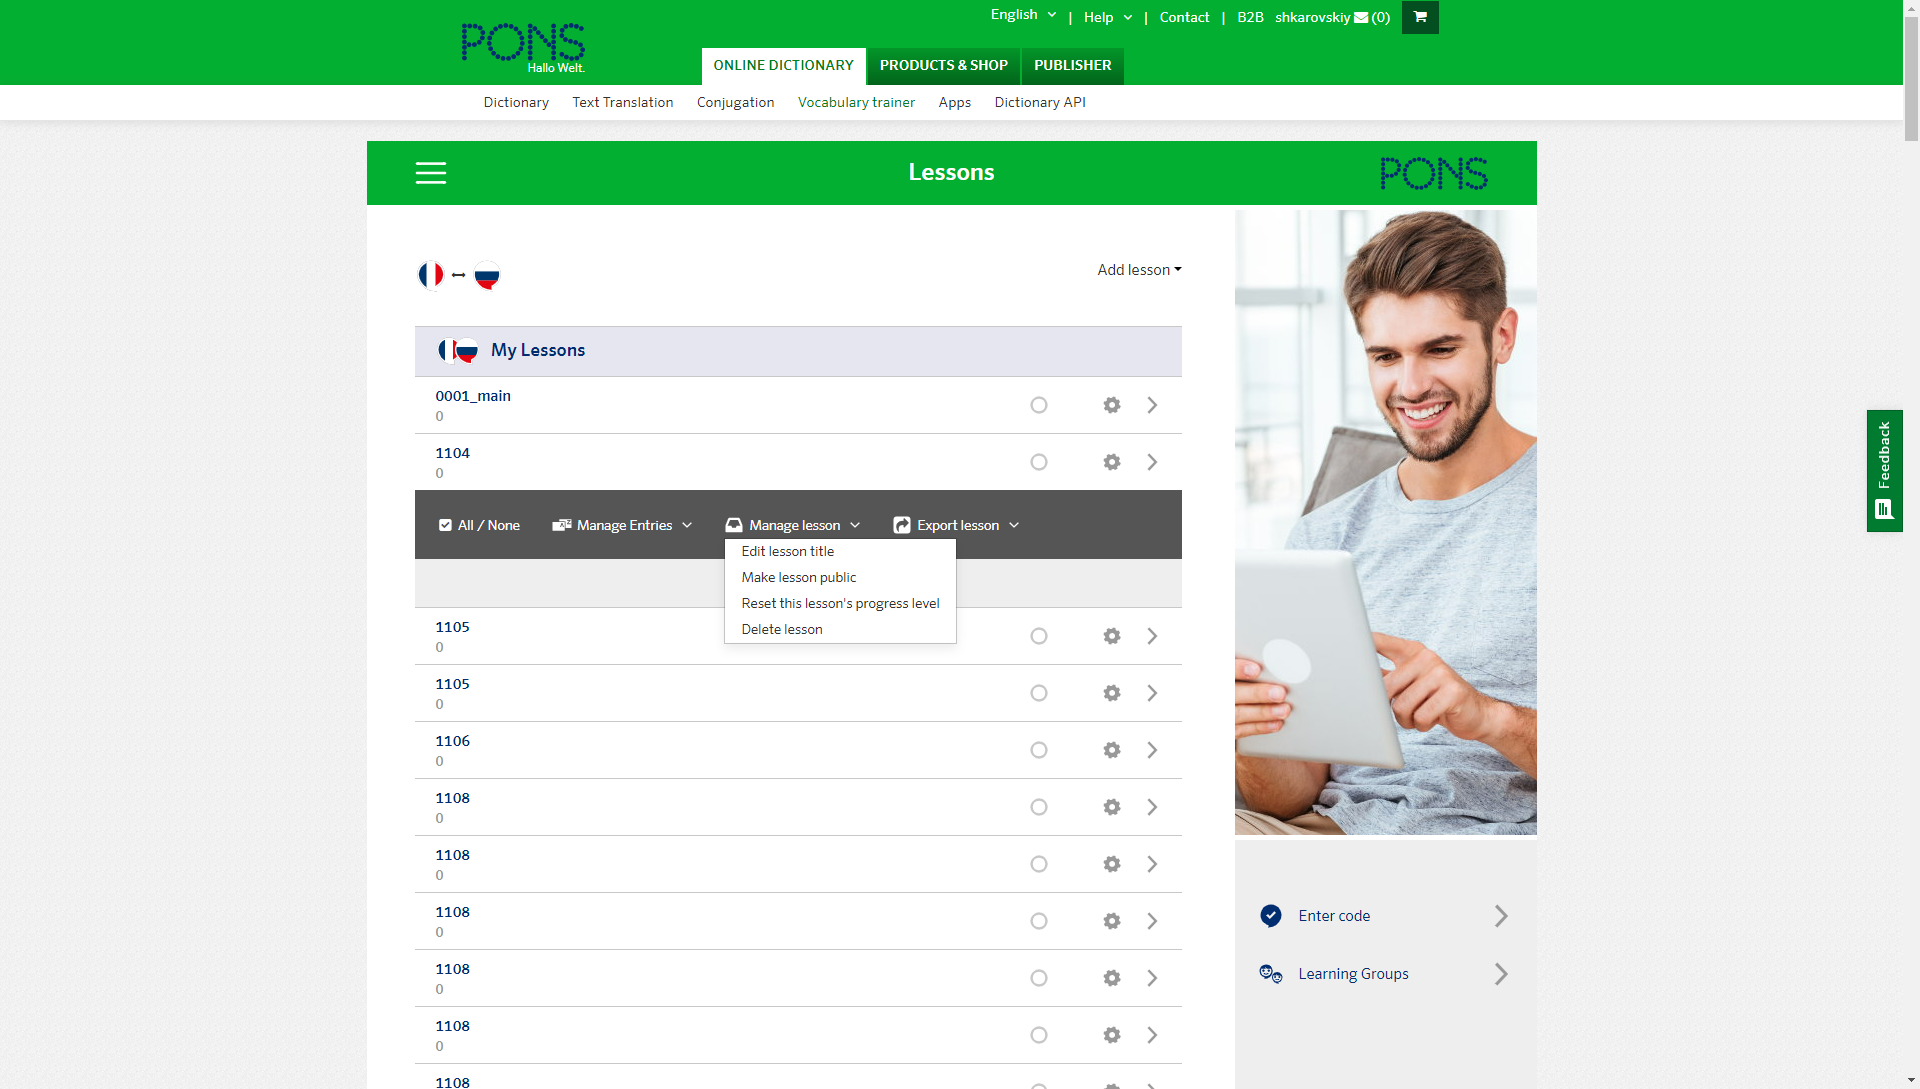 English
Help
|
Contact
|
B2B
shkarovskiy (0)
PONS
Hallo Welt.
ONLINE DICTIONARY
PRODUCTS & SHOP
PUBLISHER
Dictionary
Text Translation
Conjugation
Vocabulary trainer
Apps
Dictionary API
Lessons
PONS
Add lesson
My Lessons
0001_main
0
1104
0
All / None
Manage Entries
Manage lesson
Export lesson
Edit lesson title
Make lesson public
Reset this lesson's progress level
Delete lesson
1105
0
1105
0
1106
0
1108
0
1108
0
1108
0
1108
0
1108
0
1108
Enter code
Learning Groups
Feedback